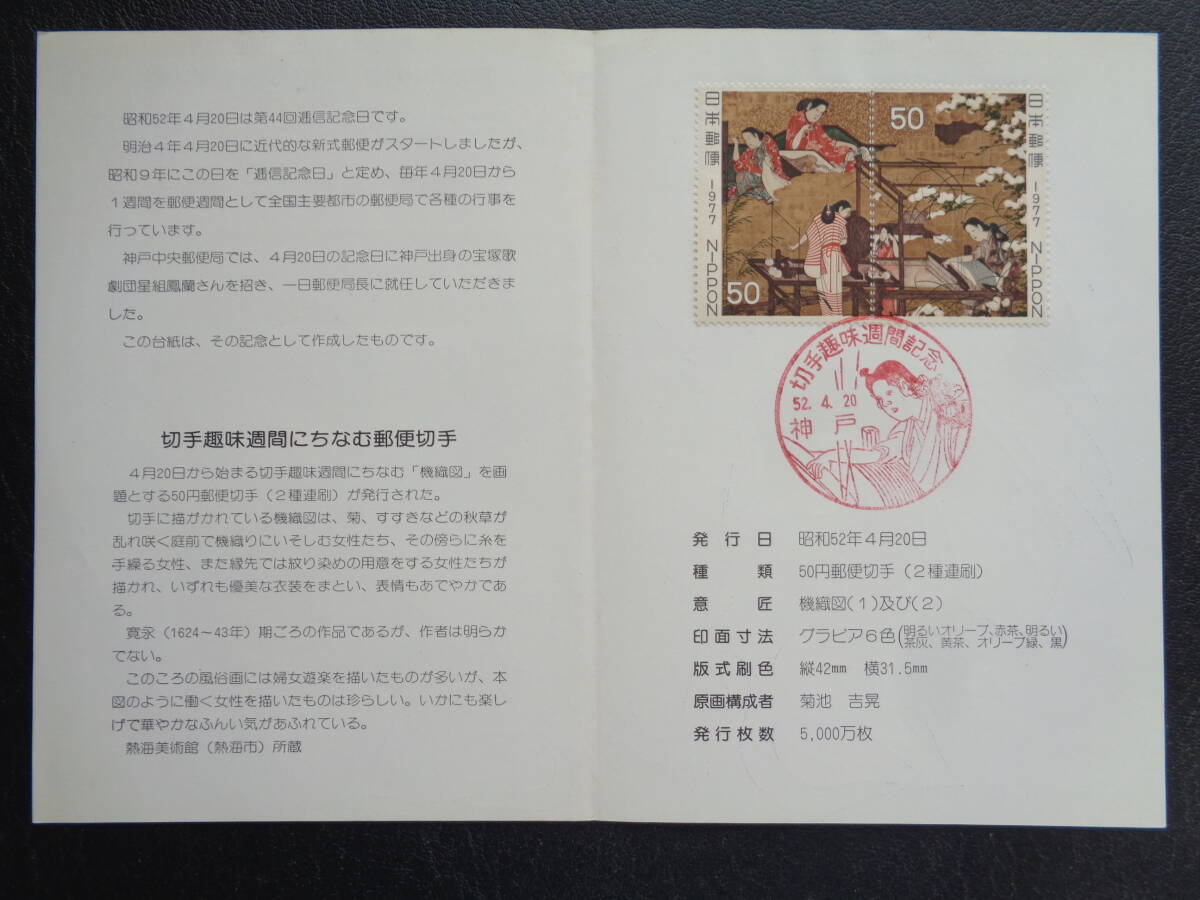 昭和52年4月20日は第44回逓信記念日です。
明治4年4月20日に近代的な新式郵便がスタートしましたが、
昭和9年にこの日を「逓信記念日」と定め、毎年4月20日から
1週間を郵便週間として全国主要都市の郵便局で各種の行事を
行っています。
神戸中央郵便局では、4月20日の記念日に神戸出身の宝塚歌
劇団星組鳳蘭さんを招き、一日郵便局長に就任していただきま
した。
この台紙は、その記念として作成したものです。
切手趣味週間にちなむ郵便切手
4月20日から始まる切手趣味週間にちなむ「機織図」を画
題とする50円郵便切手(2種連刷)が発行された。
切手に描がかれている機織図は、菊、すすきなどの秋草が
乱れ咲く庭前で機織りにいそしむ女性たち、その傍らに糸を
手繰る女性、また縁先では絞り染めの用意をする女性たちが
描かれ、いずれも優美な衣装をまとい、表情もあでやかであ
る。
寛永(1624~43年)期ごろの作品であるが、作者は明らか
でない。
このころの風俗画には婦女遊楽を描いたものが多いが、本
図のように働く女性を描いたものは珍らしい。いかにも楽し
げで華やかなふんい気があふれている。
熱海美術館(熱海市)所蔵
日本郵便 1977 NIPPON
50
50
日本郵便 1977 NIPPON
切手趣味週間記念
52. 4. 20
神戸
発行日 昭和52年4月20日
種類 50円郵便切手(2種連刷)
意匠 機織図(1)及び(2)
印面寸法 グラビア6色(明るいオリーブ、赤茶、明るい
茶灰、黄茶、オリーブ緑、黒)
版式刷色 縦42mm 横31.5mm
原画構成者 菊池 吉晃
発行枚数 5,000万枚